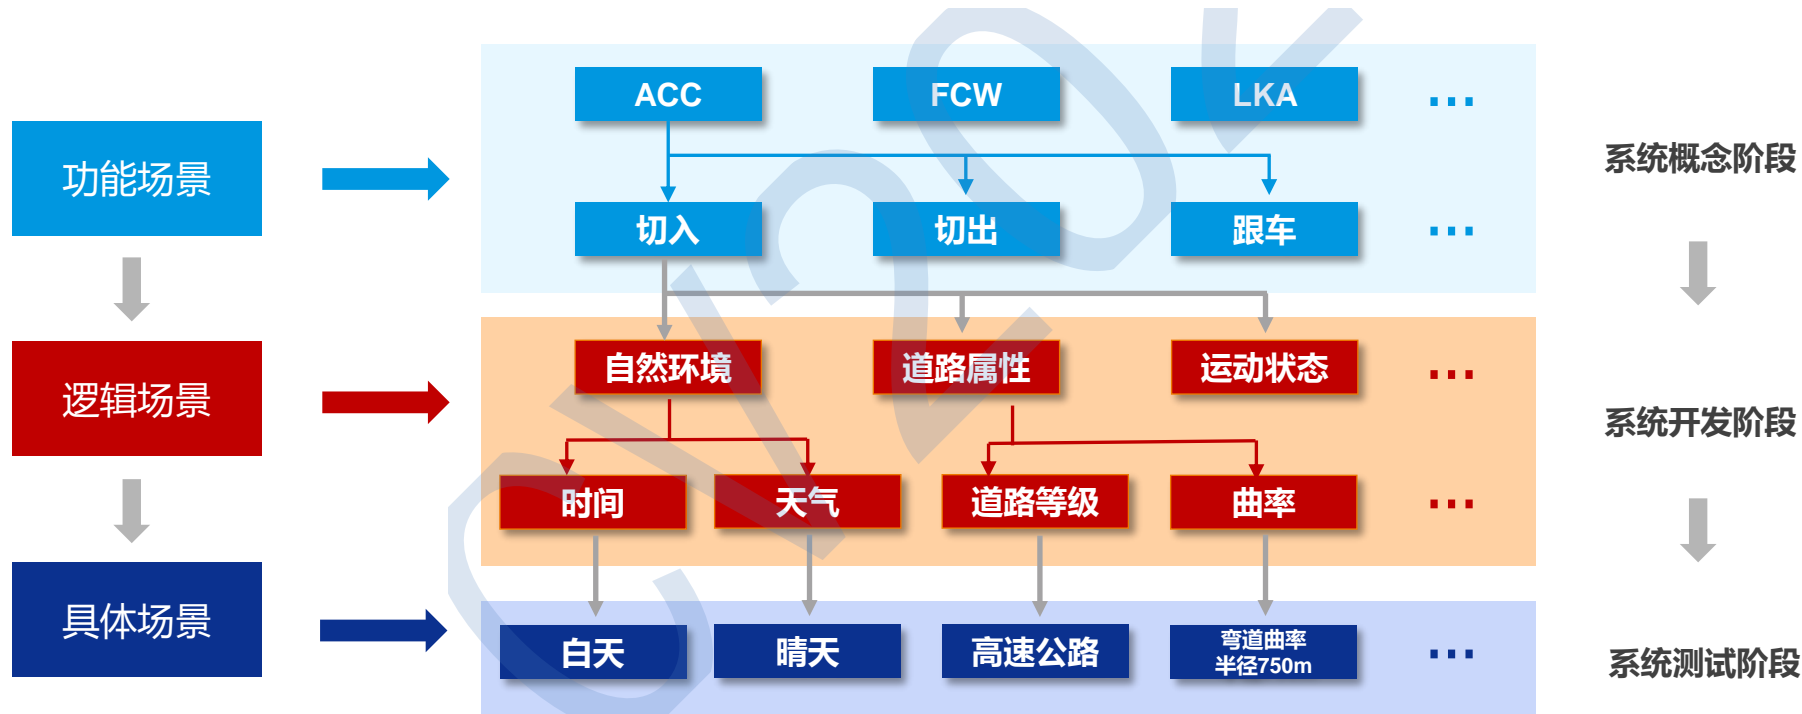 ACC
FCW
LKA
...
功能场景
系统概念阶段
切入
切出
跟车
...
自然环境
道路属性
运动状态
...
逻辑场景
系统开发阶段
时间
天气
道路等级
曲率
...
具体场景
白天
晴天
高速公路
弯道曲率
半径750m
...
系统测试阶段